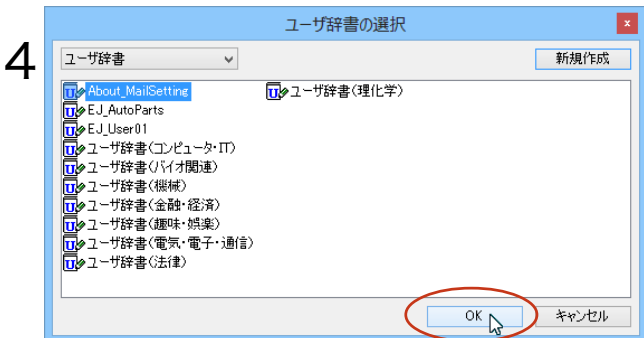 4
ユーザ辞書の選択
x
ユーザ辞書
新規作成
About_MailSetting
EJ_AutoParts
EJ_User01
ユーザ辞書(コンピュータ・IT)
ユーザ辞書(バイオ関連)
ユーザ辞書(機械)
ユーザ辞書(金融・経済)
ユーザ辞書(趣味・娯楽)
ユーザ辞書(電気・電子・通信)
ユーザ辞書(法律)
ユーザ辞書(理化学)
OK
キャンセル